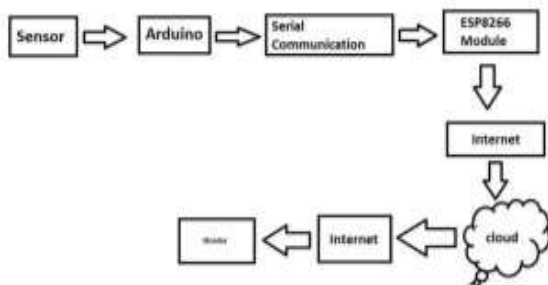 Sensor
Arduino
Serial
Communication
ESP8266
Module
Internet
cloud
Internet